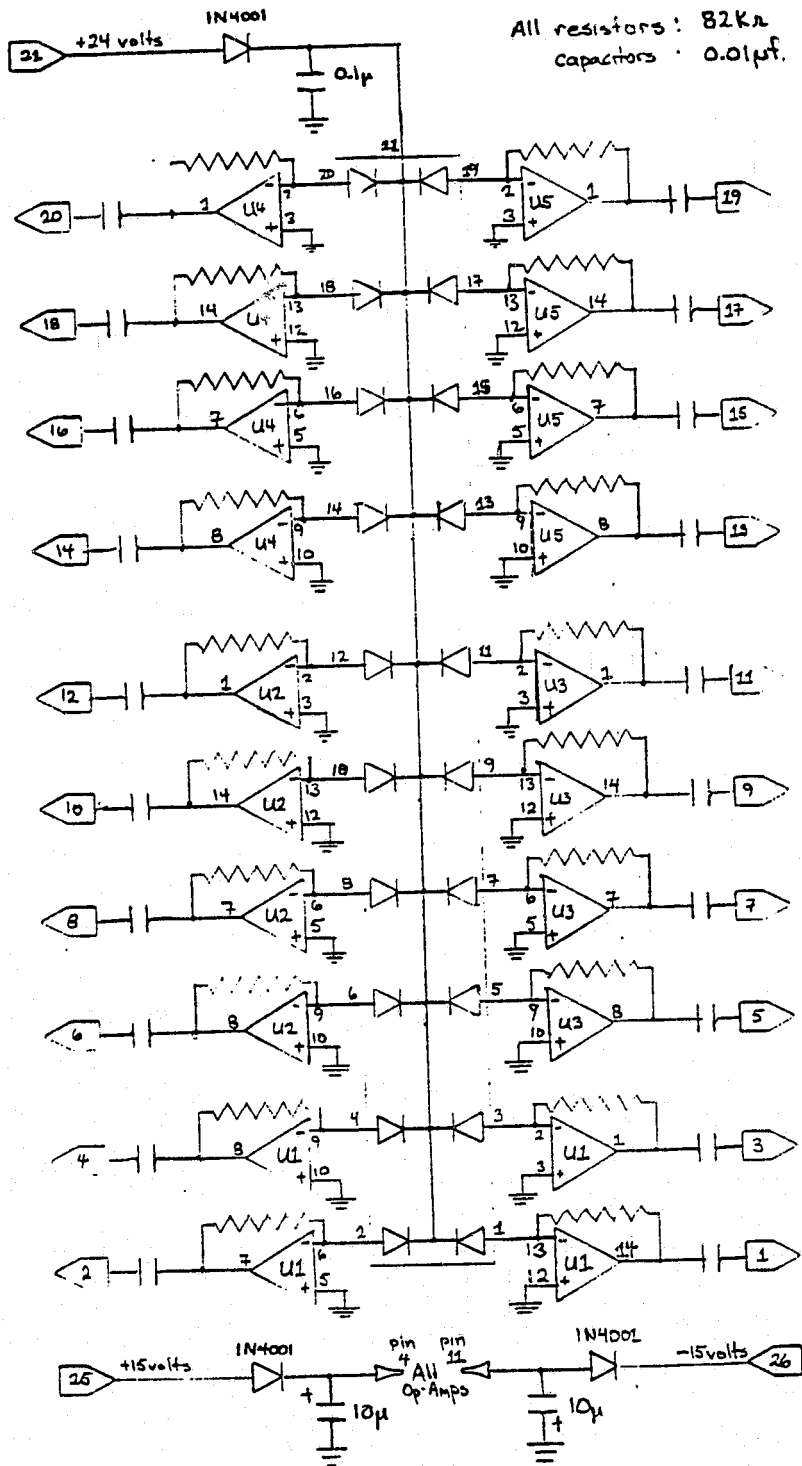 1N4001
All resistors: 82KΩ
capacitors : 0.01µf.
21 +24 volts
0.1µ
21
20 1 U4 - 2 + 3 20 19 2 - 3 + U5 1 19
18 14 U4 - 13 + 12 18 17 13 - 12 + U5 14 17
16 7 U4 - 6 + 5 16 15 6 - 5 + U5 7 15
14 8 U4 - 9 + 10 14 13 9 - 10 + U5 8 13
12 1 U2 - 2 + 3 12 11 2 - 3 + U3 1 11
10 14 U2 - 13 + 12 10 9 13 - 12 + U3 14 9
8 7 U2 - 6 + 5 8 7 6 - 5 + U3 7 7
6 8 U2 - 9 + 10 6 5 9 - 10 + U3 8 5
4 8 U1 - 9 + 10 4 3 2 - 3 + U1 1 3
2 7 U1 - 6 + 5 2 1 13 - 12 + U1 14 1
25 +15 volts 1N4001 pin 4 pin 11 1N4002 -15 volts 26
All
Op-Amps
+ 10µ 10µ +